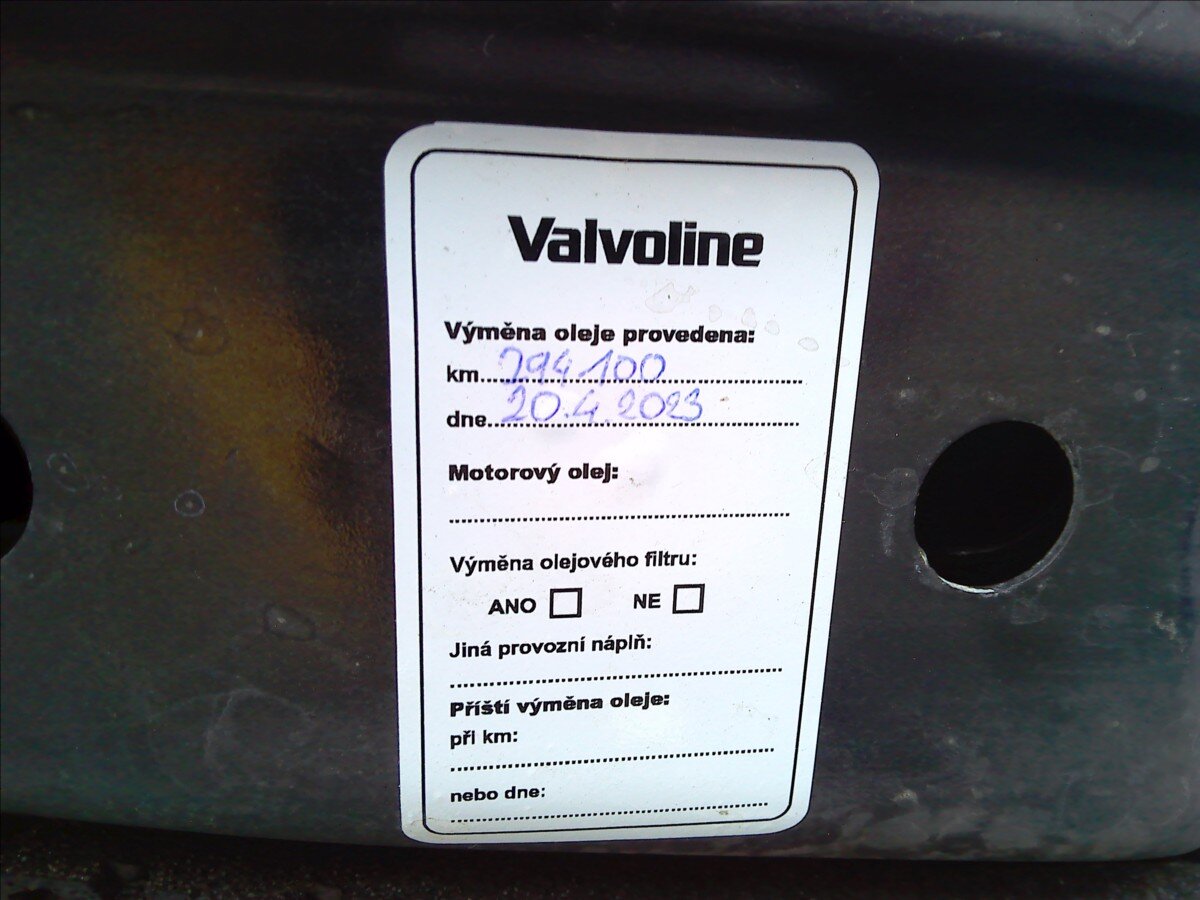 Valvoline
Výměna oleje provedena:
km 294.100
dne 20.4.2023
Motorový olej:
Výměna olejového filtru:
ANO NE
Jiná provozní náplň:
Příští výměna oleje:
při km:
nebo dne: